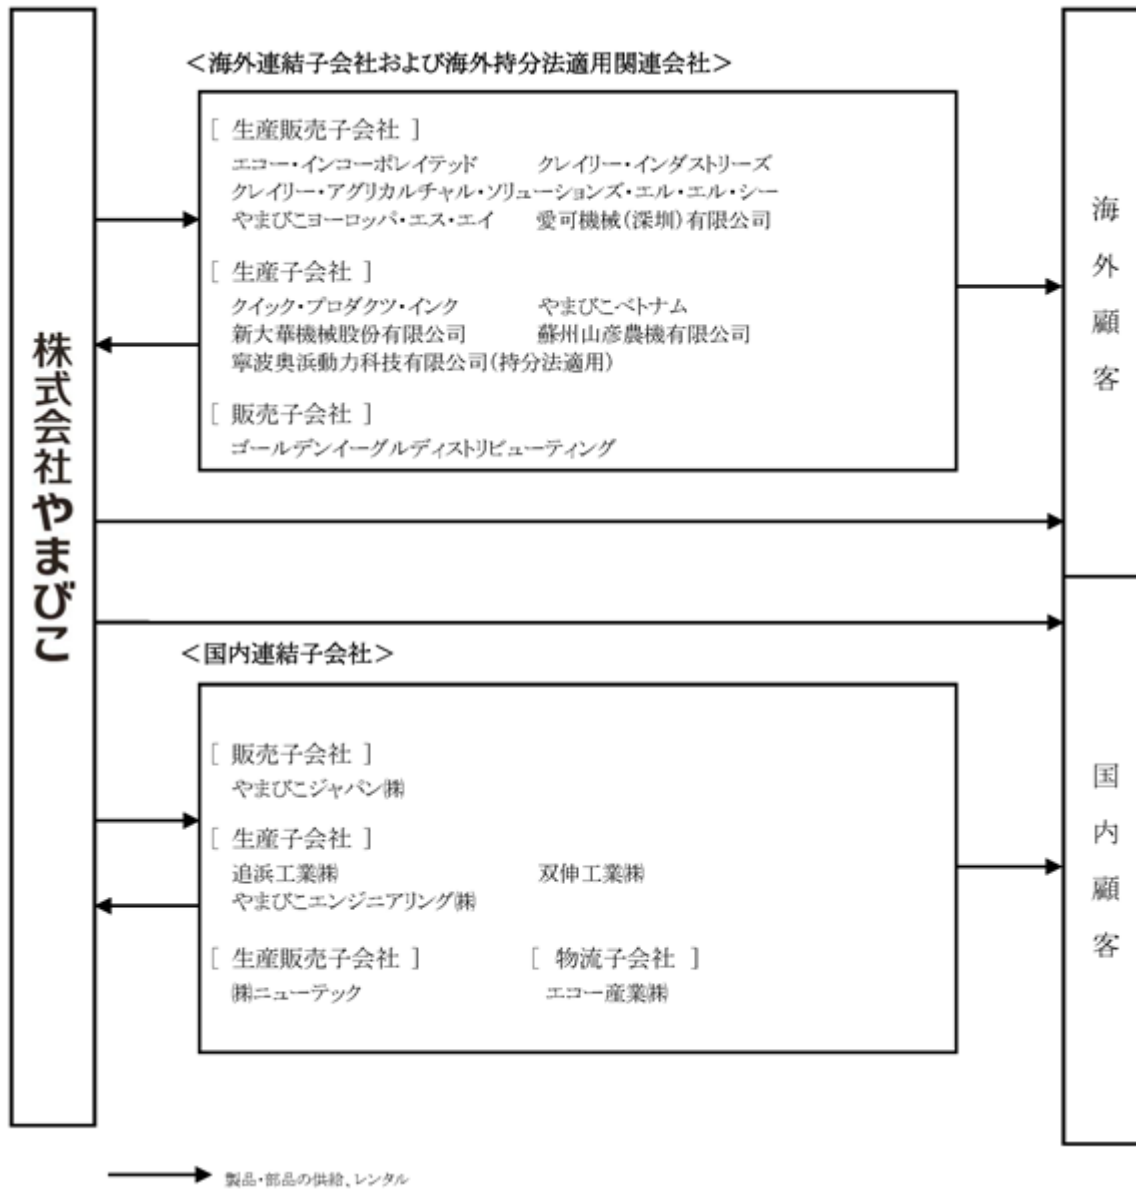 株式会社やまびこ
＜海外連結子会社および海外持分法適用関連会社＞
［ 生産販売子会社 ］
エコー・インコーポレイテッド クレイリー・インダストリーズ
クレイリー・アグリカルチャル・ソリューションズ・エル・エル・シー
やまびこヨーロッパ・エス・エイ 愛可機械(深圳)有限公司
［ 生産子会社 ］
クイック・プロダクツ・インク やまびこベトナム
新大華機械股份有限公司 蘇州山彦農機有限公司
寧波奥浜動力科技有限公司(持分法適用)
［ 販売子会社 ］
ゴールデンイーグルディストリビューティング
海外顧客
＜国内連結子会社＞
［ 販売子会社 ］
やまびこジャパン㈱
［ 生産子会社 ］
追浜工業㈱ 双伸工業㈱
やまびこエンジニアリング㈱
［ 生産販売子会社 ］ ［ 物流子会社 ］
㈱ニューテック エコー産業㈱
国内顧客
製品・部品の供給、レンタル